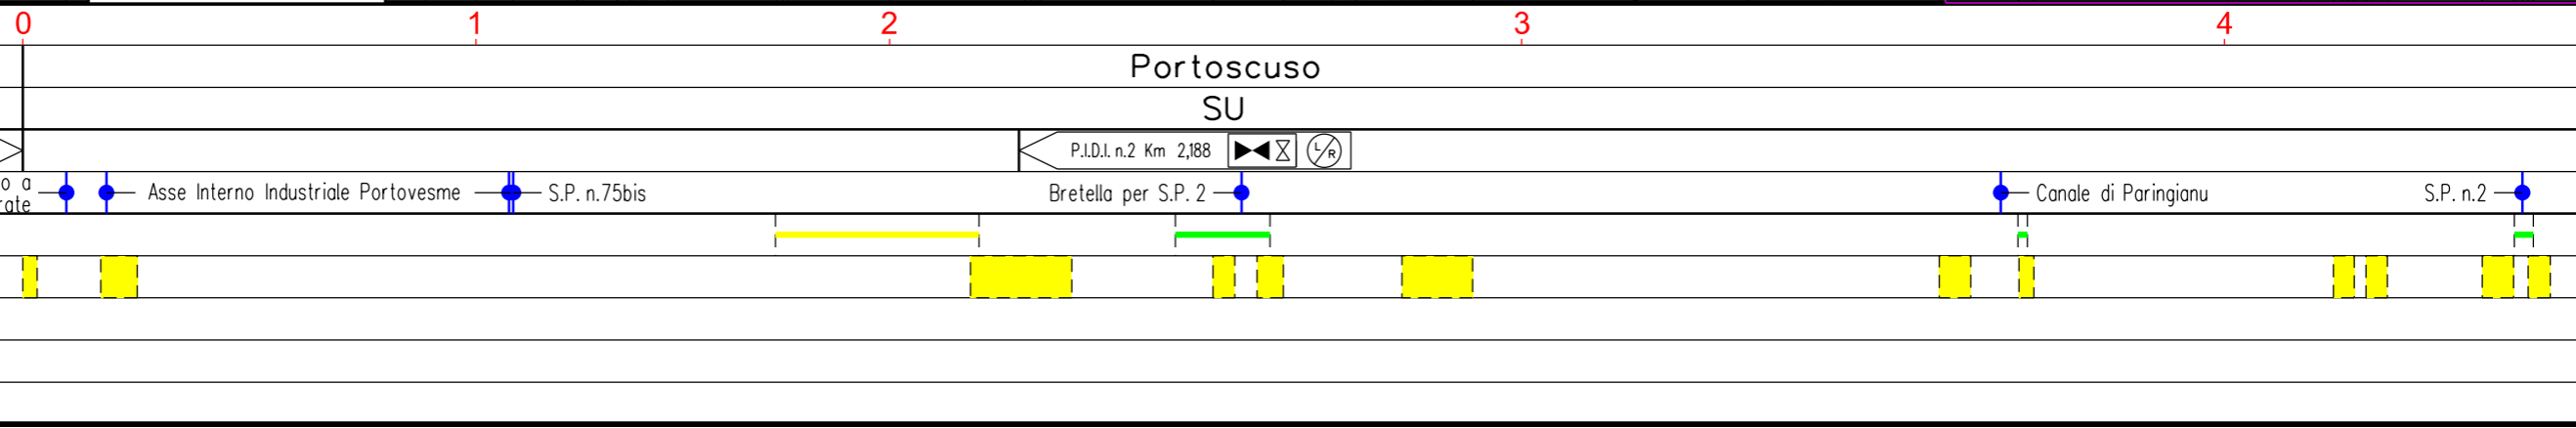 0 1 2 3 4
Portoscuso
SU
P.I.D.I. n.2 Km 2,188 L/R
o a
rate
Asse Interno Industriale Portovesme
S.P. n.75bis
Bretella per S.P. 2
Canale di Paringianu
S.P. n.2